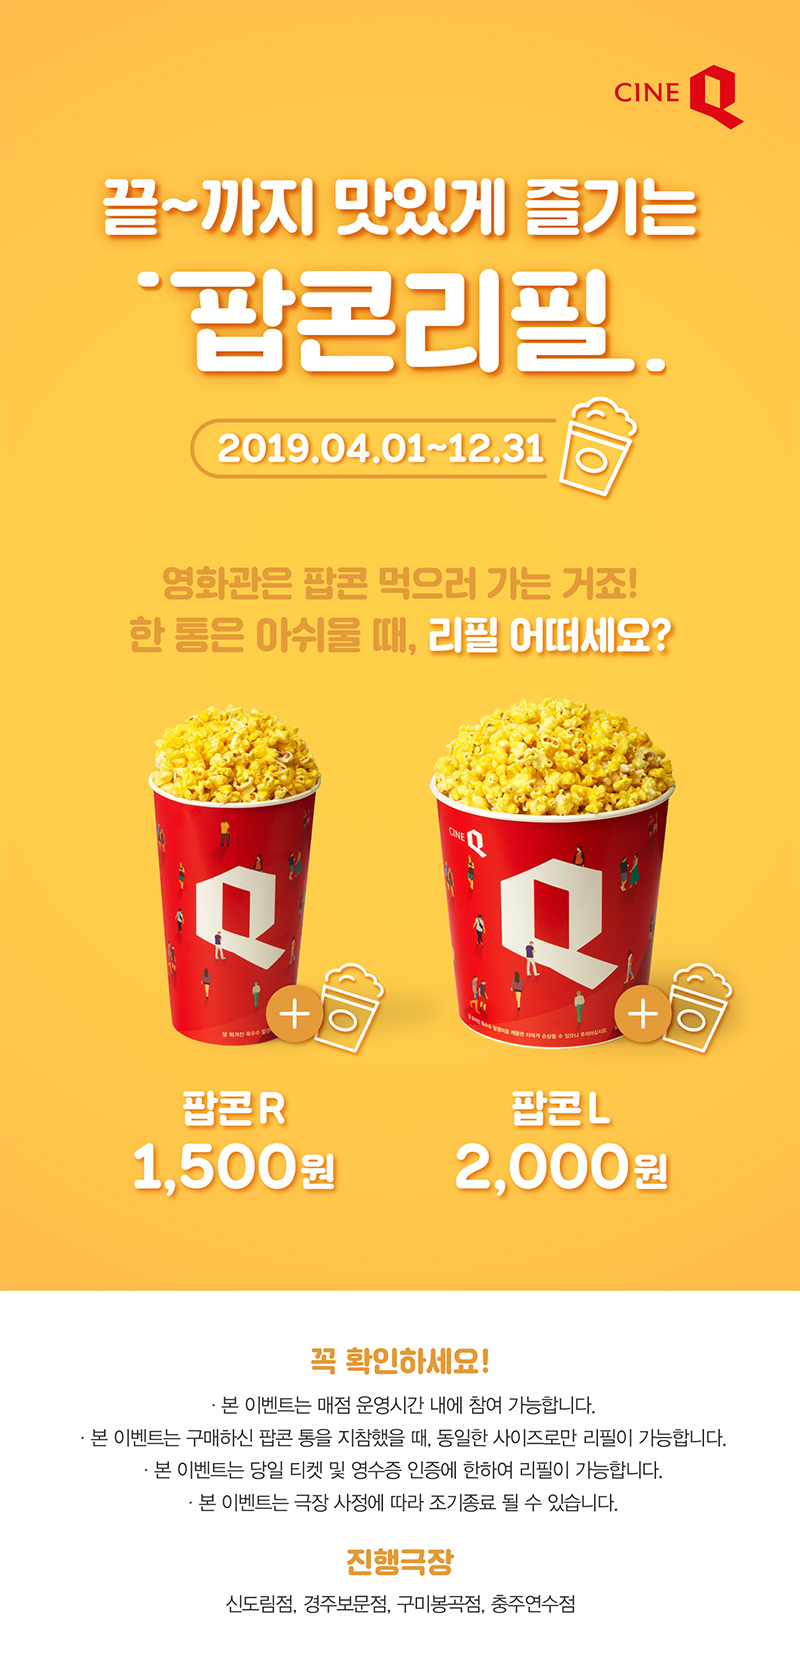 CINE Q
끝~까지 맛있게 즐기는
팝콘리필
2019.04.01~12.31
영화관은 팝콘 먹으러 가는 거죠!
한 통은 아쉬울 때, 리필 어떠세요?
CINE Q
팝콘 R
1,500원
팝콘 L
2,000원
꼭 확인하세요!
· 본 이벤트는 매점 운영시간 내에 참여 가능합니다.
· 본 이벤트는 구매하신 팝콘 통을 지참했을 때, 동일한 사이즈로만 리필이 가능합니다.
· 본 이벤트는 당일 티켓 및 영수증 인증에 한하여 리필이 가능합니다.
· 본 이벤트는 극장 사정에 따라 조기종료 될 수 있습니다.
진행극장
신도림점, 경주보문점, 구미봉곡점, 충주연수점